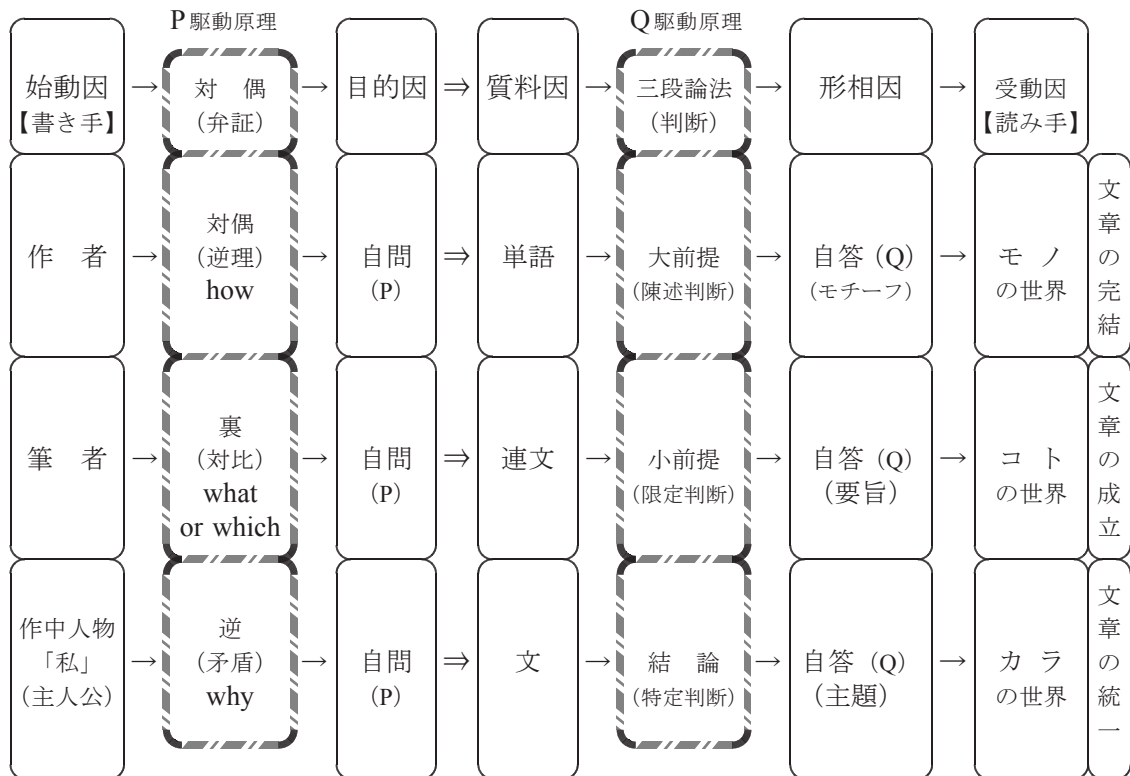 P 駆動原理
Q 駆動原理
始動因
【書き手】
→
対 偶
(弁証)
→
目的因
⇒
質料因
→
三段論法
(判断)
→
形相因
→
受動因
【読み手】
作 者
→
対偶
(逆理)
how
→
自問
(P)
⇒
単語
→
大前提
(陳述判断)
→
自答 (Q)
(モチーフ)
→
モ ノ
の世界
文章の完結
筆 者
→
裏
(対比)
what
or which
→
自問
(P)
⇒
連文
→
小前提
(限定判断)
→
自答 (Q)
(要旨)
→
コ ト
の世界
文章の成立
作中人物
「私」
(主人公)
→
逆
(矛盾)
why
→
自問
(P)
⇒
文
→
結 論
(特定判断)
→
自答 (Q)
(主題)
→
カ ラ
の世界
文章の統一